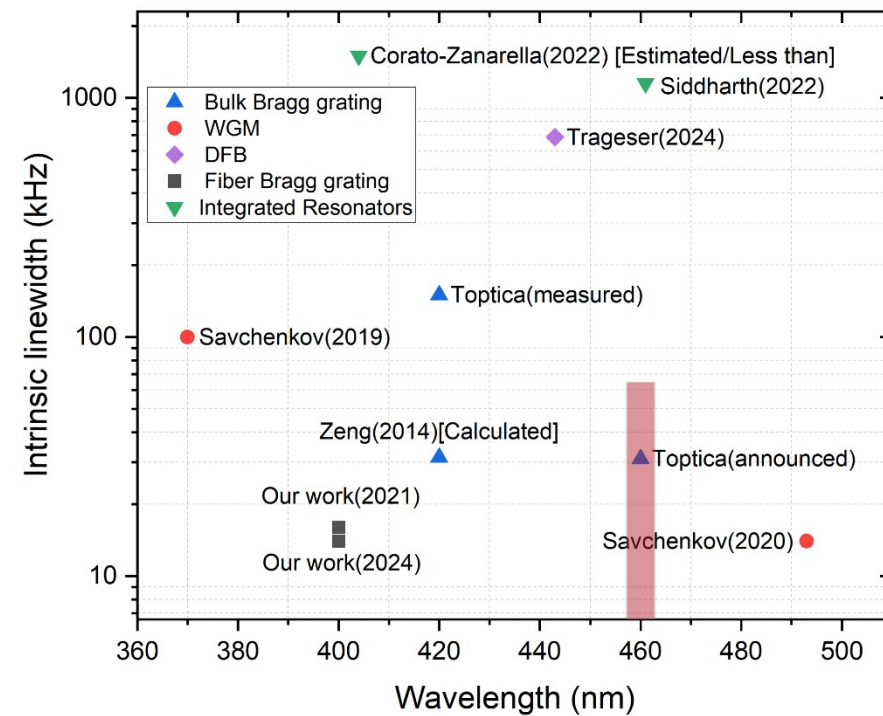 Corato-Zanarella(2022) [Estimated/Less than]
Siddharth(2022)
1000
Bulk Bragg grating
WGM
DFB
Fiber Bragg grating
Integrated Resonators
Trageser(2024)
Toptica(measured)
100
Savchenkov(2019)
Intrinsic linewidth (kHz)
Zeng(2014)[Calculated]
Toptica(announced)
Our work(2021)
Savchenkov(2020)
Our work(2024)
10
360 380 400 420 440 460 480 500
Wavelength (nm)